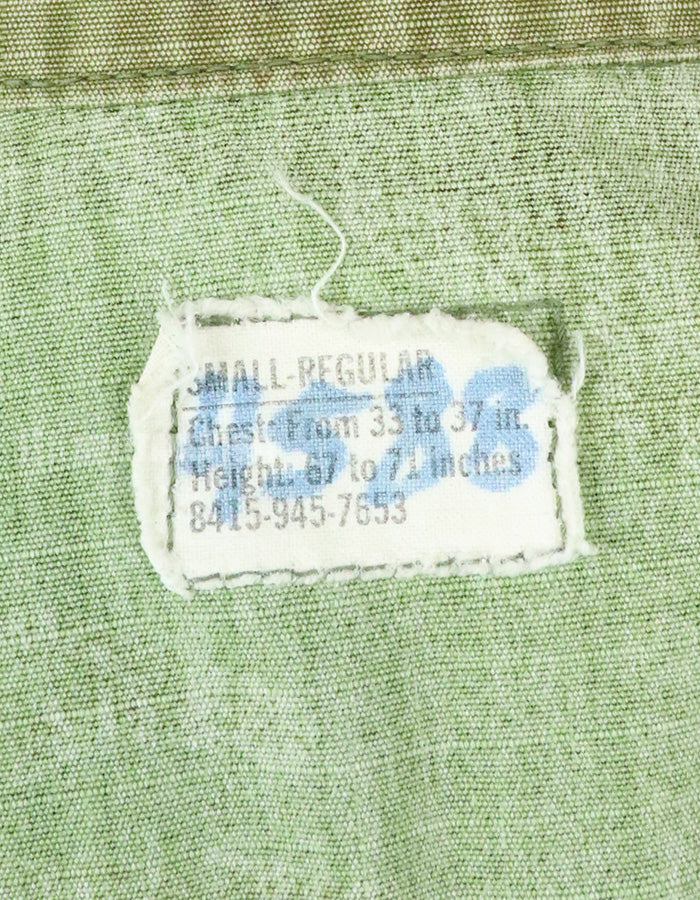 SMALL-REGULAR
Chest: From 33 to 37 in.
Height: 67 to 71 Inches
8415-945-7653